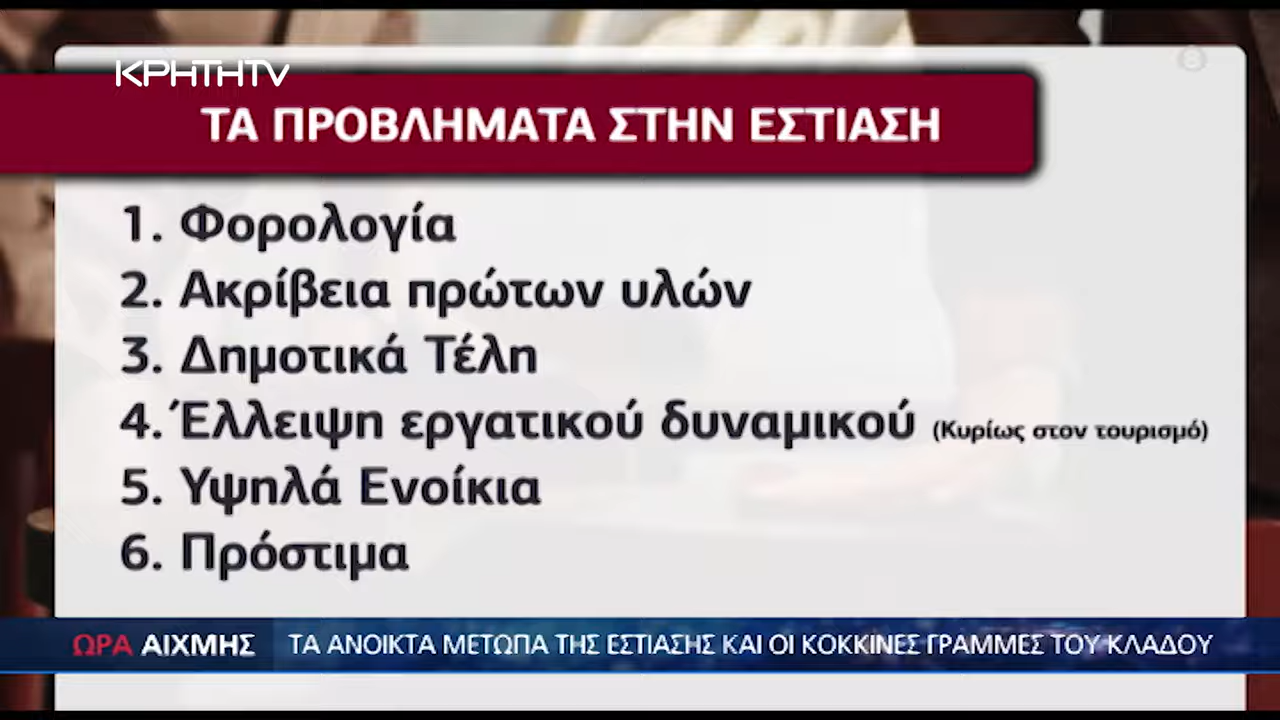 ΚΡΗΤΗTV
8
ΤΑ ΠΡΟΒΛΗΜΑΤΑ ΣΤΗΝ ΕΣΤΙΑΣΗ
1. Φορολογία
2. Ακρίβεια πρώτων υλών
3. Δημοτικά Τέλη
4. Έλλειψη εργατικού δυναμικού (Κυρίως στον τουρισμό)
5. Υψηλά Ενοίκια
6. Πρόστιμα
ΩΡΑ ΑΙΧΜΗΣ ΤΑ ΑΝΟΙΚΤΑ ΜΕΤΩΠΑ ΤΗΣ ΕΣΤΙΑΣΗΣ ΚΑΙ ΟΙ ΚΟΚΚΙΝΕΣ ΓΡΑΜΜΕΣ ΤΟΥ ΚΛΑΔΟΥ